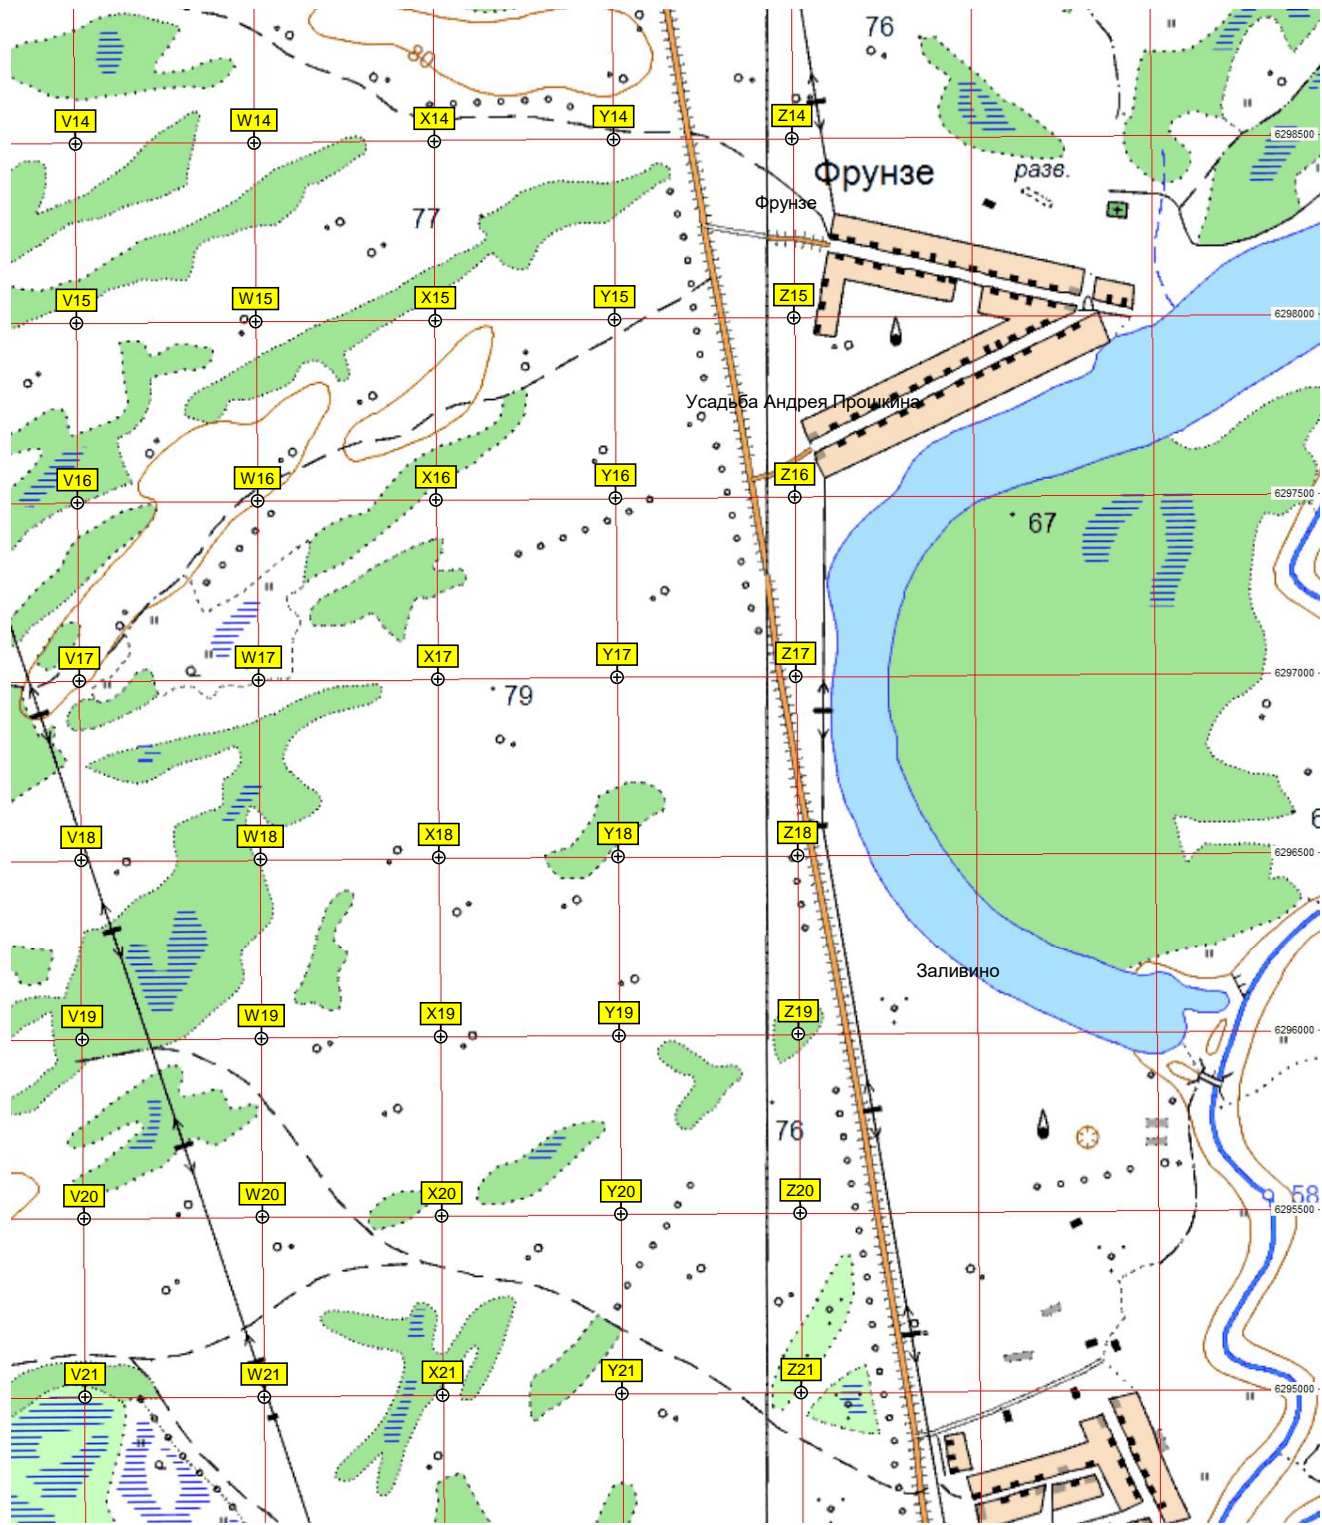 76
80
V14 W14 X14 Y14 Z14
6298500
Фрунзе
разв.
Фрунзе
77
V15 W15 X15 Y15 Z15
6298000
Усадьба Андрея Прошкина
V16 W16 X16 Y16 Z16
6297500
67
V17 W17 X17 Y17 Z17
6297000
79
V18 W18 X18 Y18 Z18
6
6296500
Заливино
V19 W19 X19 Y19 Z19
6296000
76
V20 W20 X20 Y20 Z20
58
6295500
V21 W21 X21 Y21 Z21
6295000